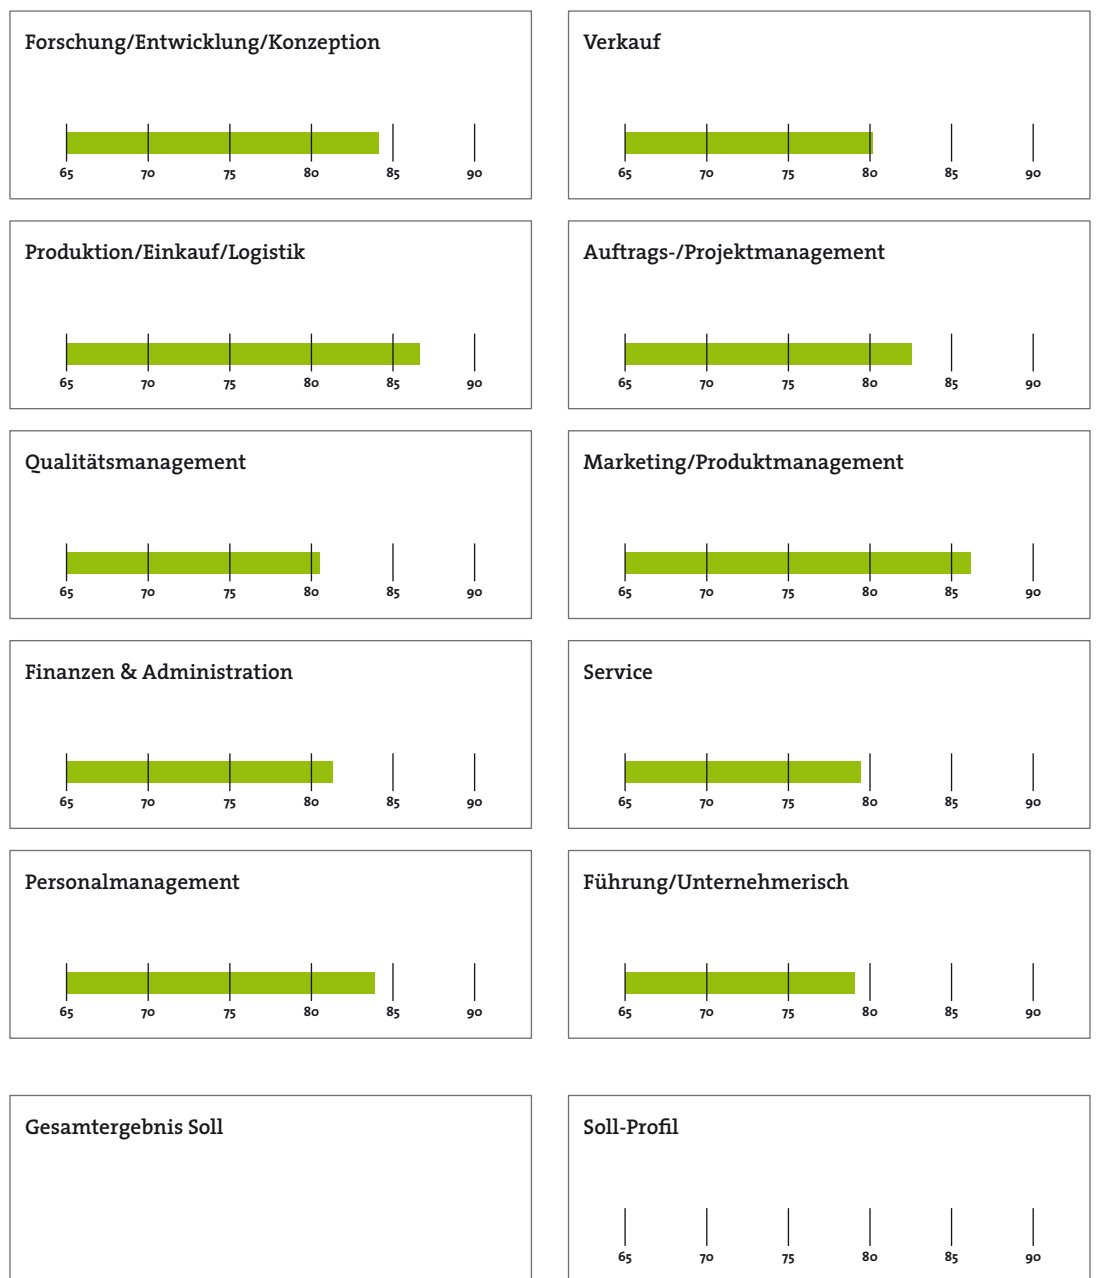 Forschung/Entwicklung/Konzeption
65 70 75 80 85 90
Verkauf
65 70 75 80 85 90
Produktion/Einkauf/Logistik
65 70 75 80 85 90
Auftrags-/Projektmanagement
65 70 75 80 85 90
Qualitätsmanagement
65 70 75 80 85 90
Marketing/Produktmanagement
65 70 75 80 85 90
Finanzen & Administration
65 70 75 80 85 90
Service
65 70 75 80 85 90
Personalmanagement
65 70 75 80 85 90
Führung/Unternehmerisch
65 70 75 80 85 90
Gesamtergebnis Soll
Soll-Profil
65 70 75 80 85 90